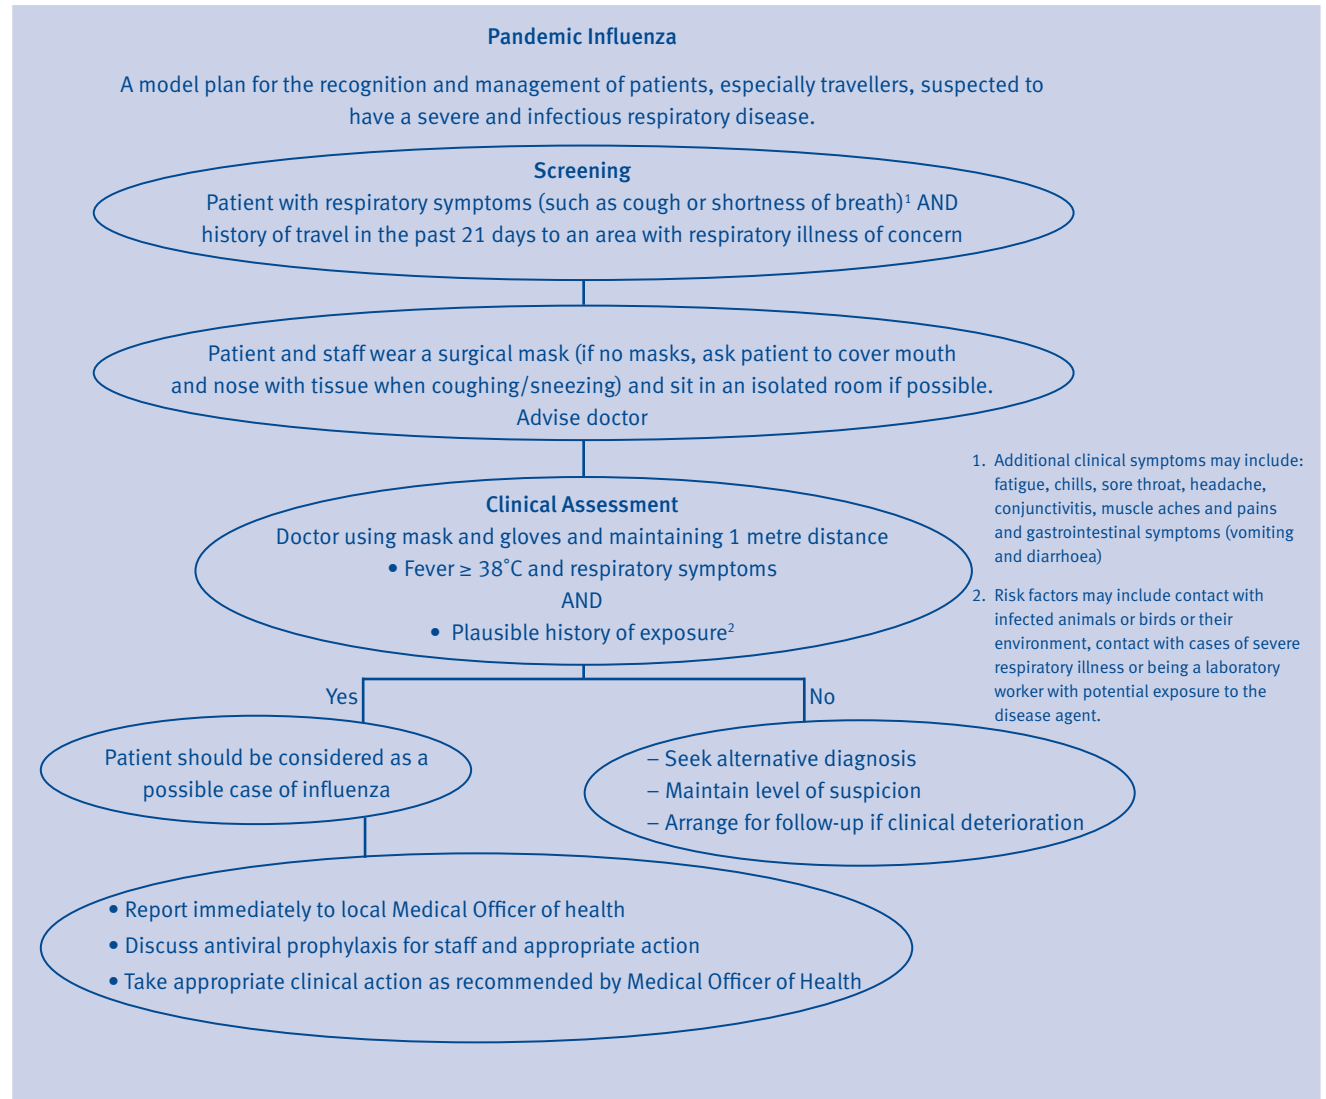 Pandemic Influenza
A model plan for the recognition and management of patients, especially travellers, suspected to
have a severe and infectious respiratory disease.
Screening
Patient with respiratory symptoms (such as cough or shortness of breath)¹ AND
history of travel in the past 21 days to an area with respiratory illness of concern
Patient and staff wear a surgical mask (if no masks, ask patient to cover mouth
and nose with tissue when coughing/sneezing) and sit in an isolated room if possible.
Advise doctor
Clinical Assessment
Doctor using mask and gloves and maintaining 1 metre distance
• Fever ≥ 38˚C and respiratory symptoms
AND
• Plausible history of exposure²
1. Additional clinical symptoms may include:
fatigue, chills, sore throat, headache,
conjunctivitis, muscle aches and pains
and gastrointestinal symptoms (vomiting
and diarrhoea)
2. Risk factors may include contact with
infected animals or birds or their
environment, contact with cases of severe
respiratory illness or being a laboratory
worker with potential exposure to the
disease agent.
Yes
No
Patient should be considered as a
possible case of influenza
– Seek alternative diagnosis
– Maintain level of suspicion
– Arrange for follow-up if clinical deterioration
• Report immediately to local Medical Officer of health
• Discuss antiviral prophylaxis for staff and appropriate action
• Take appropriate clinical action as recommended by Medical Officer of Health